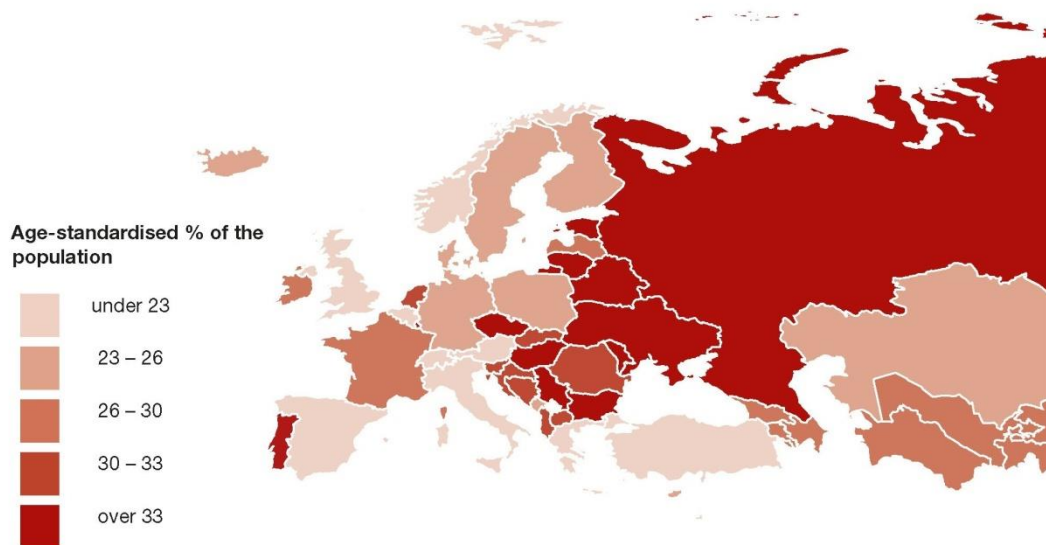 Age-standardised % of the
population
under 23
23 – 26
26 – 30
30 – 33
over 33